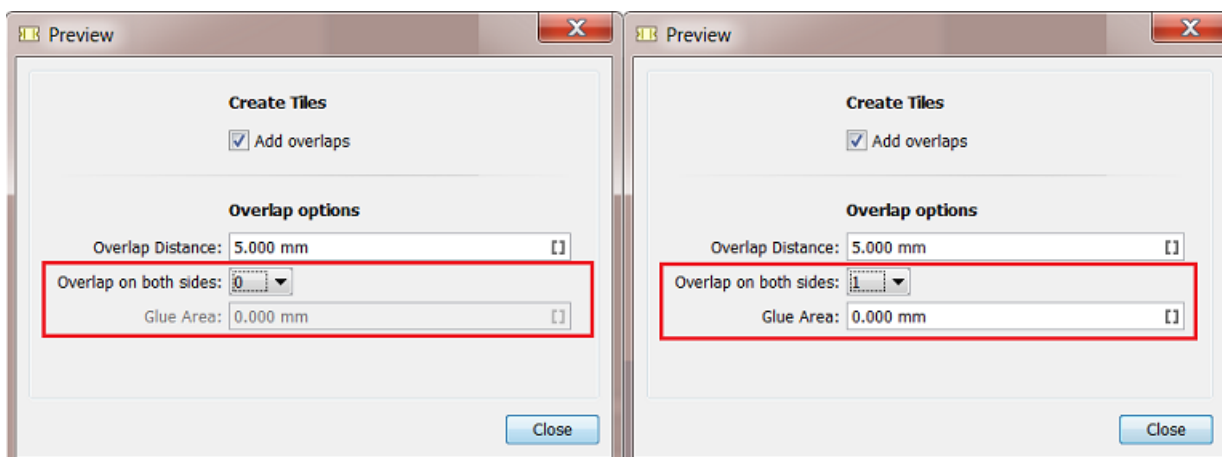 Preview
Create Tiles
Add overlaps
Overlap options
Overlap Distance: 5.000 mm
Overlap on both sides: 0
Glue Area: 0.000 mm
Close
Preview
Create Tiles
Add overlaps
Overlap options
Overlap Distance: 5.000 mm
Overlap on both sides: 1
Glue Area: 0.000 mm
Close